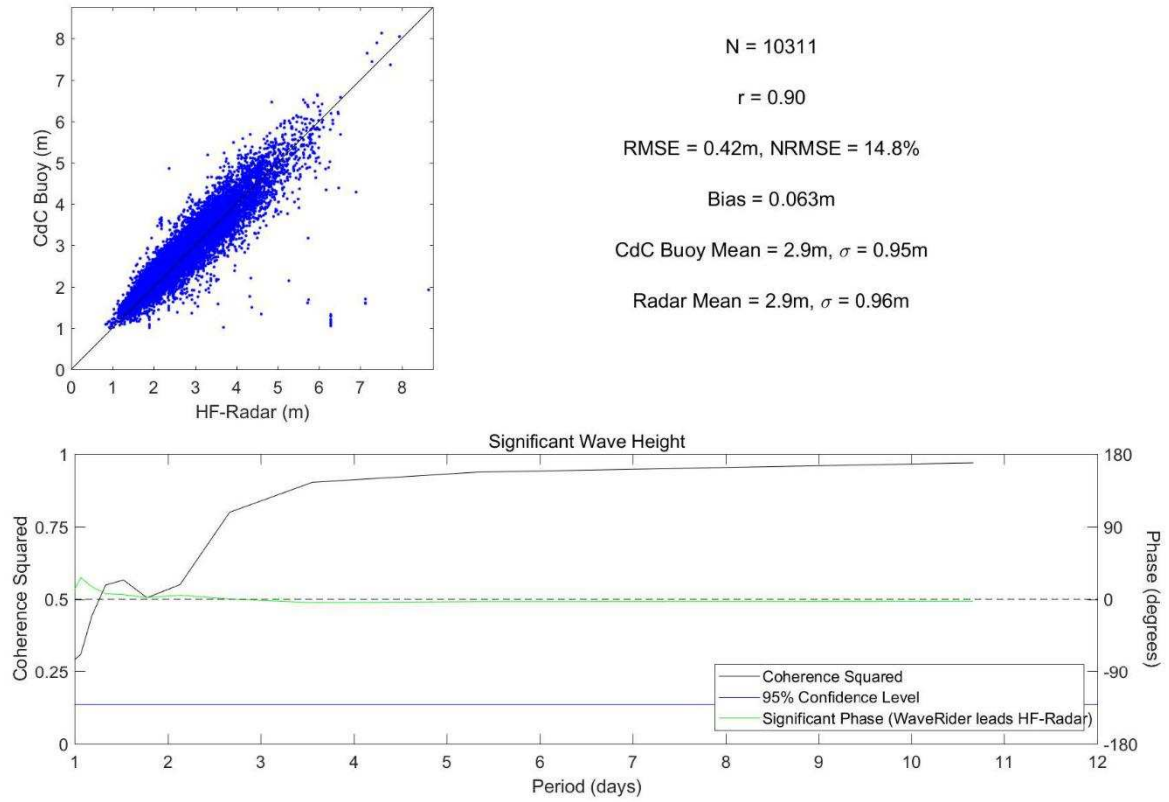 8
7
6
5
4
3
2
1
0
CdC Buoy (m)
0 1 2 3 4 5 6 7 8
HF-Radar (m)
N = 10311
r = 0.90
RMSE = 0.42m, NRMSE = 14.8%
Bias = 0.063m
CdC Buoy Mean = 2.9m, σ = 0.95m
Radar Mean = 2.9m, σ = 0.96m
Significant Wave Height
1
0.75
0.5
0.25
0
Coherence Squared
180
90
0
-90
-180
Phase (degrees)
Coherence Squared
95% Confidence Level
Significant Phase (WaveRider leads HF-Radar)
1 2 3 4 5 6 7 8 9 10 11 12
Period (days)